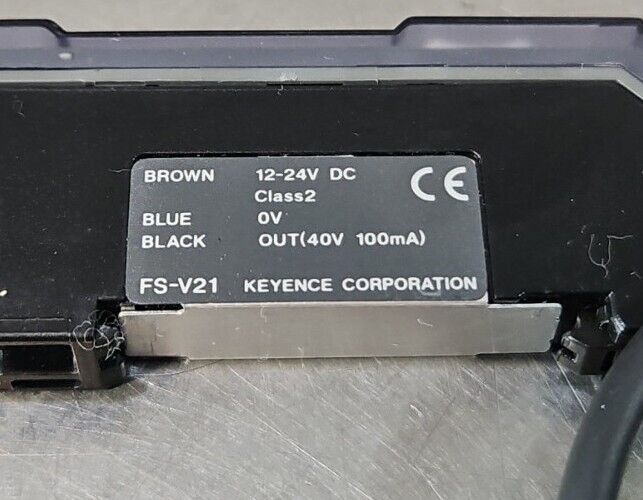 BROWN 12-24V DC
Class2
BLUE 0V
BLACK OUT(40V 100mA)
FS-V21 KEYENCE CORPORATION
CE